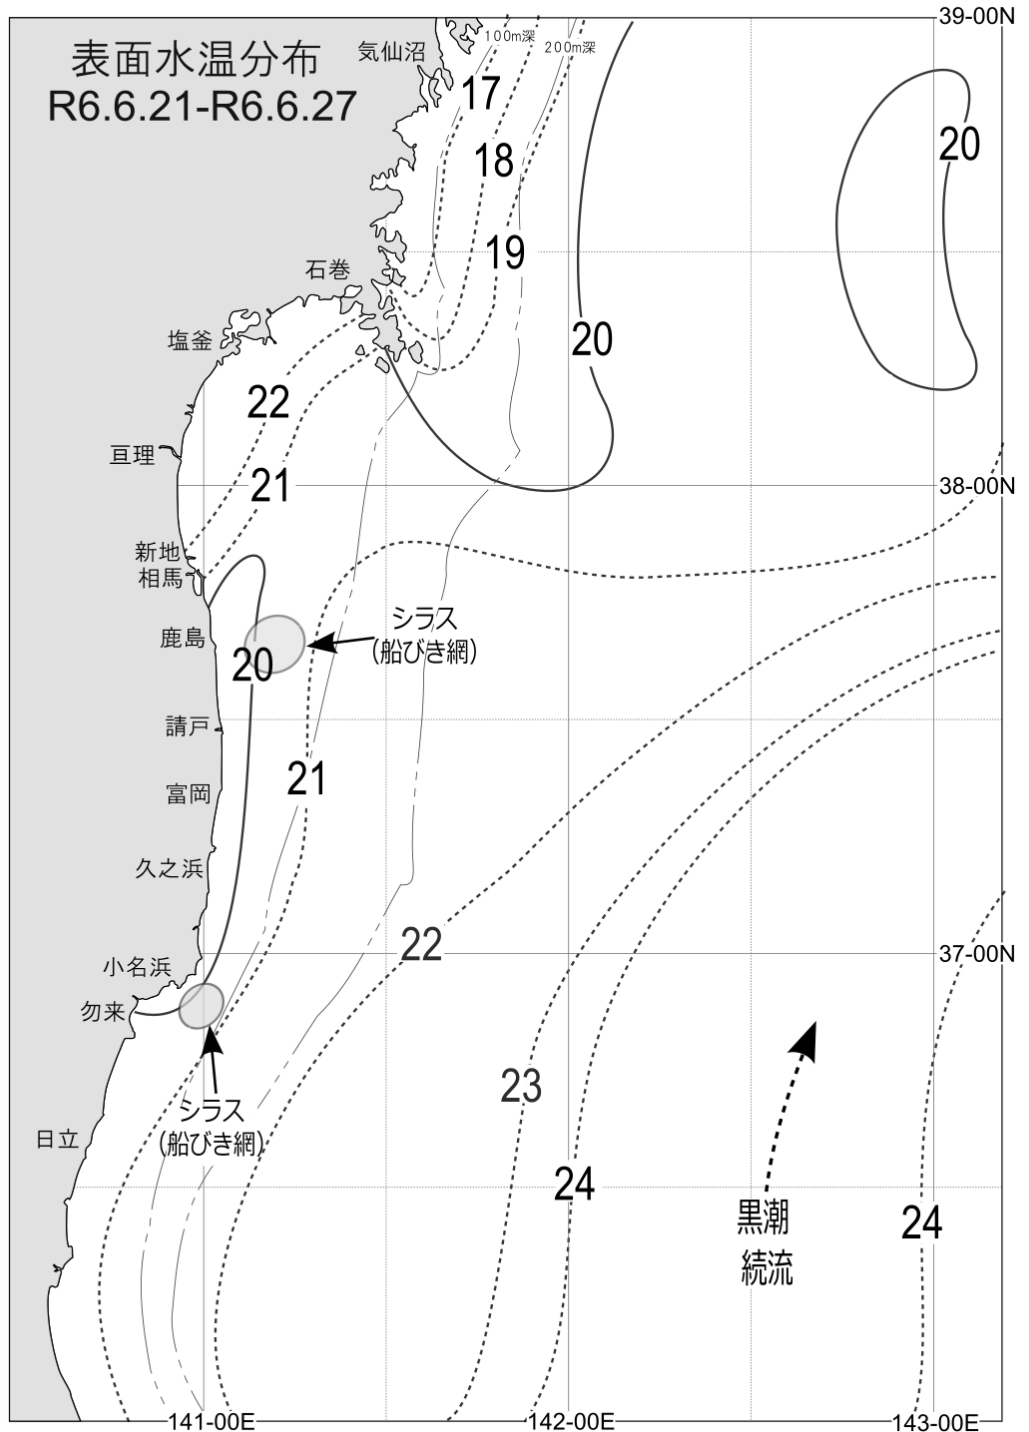 39-00N
100m深
200m深
表面水温分布
気仙沼
R6.6.21-R6.6.27
17
20
18
19
石巻
塩釜
20
22
亘理
21
38-00N
新地
相馬
シラス
(船びき網)
鹿島
20
請戸
21
富岡
久之浜
22
37-00N
小名浜
勿来
23
シラス
(船びき網)
日立
24
黒潮
続流
24
141-00E
142-00E
143-00E